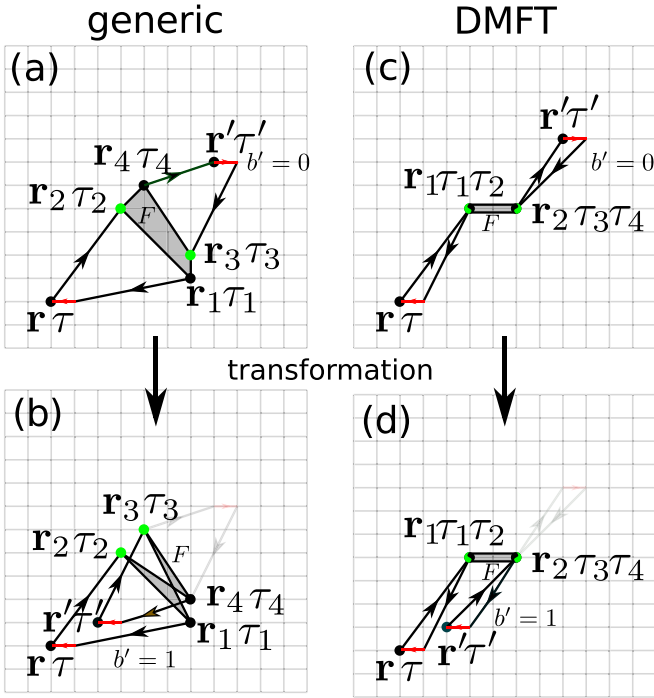 generic
DMFT
(a)
(c)
r′τ′
r′τ′
b′ = 0
b′ = 0
r₄τ₄
r₁τ₁τ₂
r₂τ₂
F
F
r₂τ₃τ₄
r₃τ₃
r₁τ₁
rτ
rτ
transformation
(b)
(d)
r₃τ₃
r₁τ₁τ₂
r₂τ₂
F
F
r₂τ₃τ₄
r₄τ₄
r′τ′
b′ = 1
r₁τ₁
rτ
b′ = 1
rτ
r′τ′